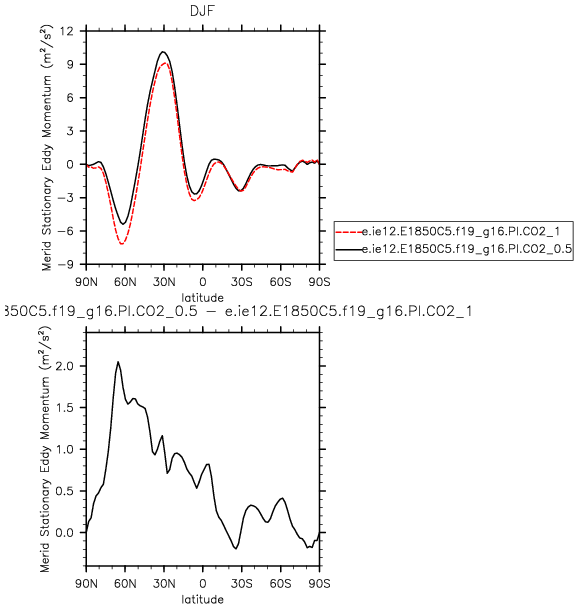 DJF
Merid Stationary Eddy Momentum (m²/s²)
12
9
6
3
0
−3
−6
−9
90N 60N 30N 0 30S 60S 90S
latitude
e.ie12.E1850C5.f19_g16.PI.CO2_1
e.ie12.E1850C5.f19_g16.PI.CO2_0.5
850C5.f19_g16.PI.CO2_0.5 − e.ie12.E1850C5.f19_g16.PI.CO2_1
Merid Stationary Eddy Momentum (m²/s²)
2.0
1.5
1.0
0.5
0.0
90N 60N 30N 0 30S 60S 90S
latitude